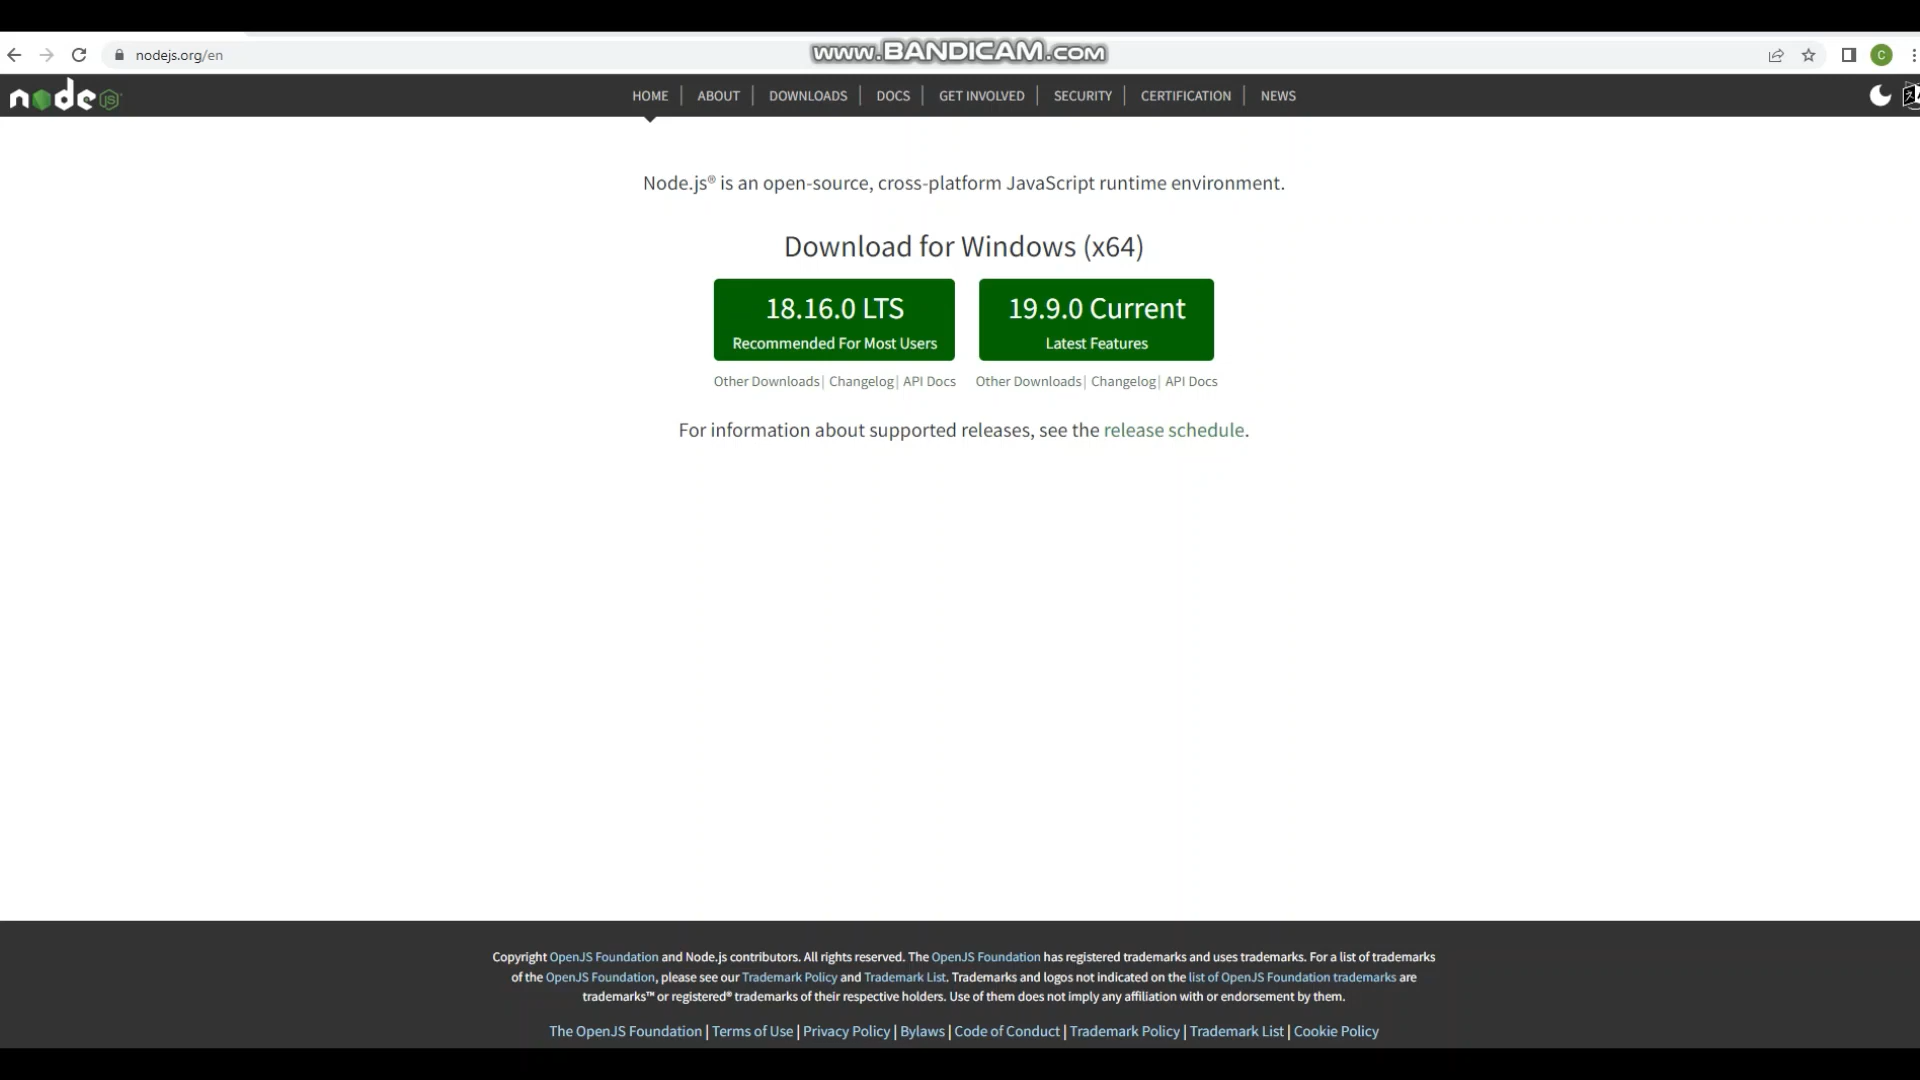 nodejs.org/en
www.BANDICAM.com
C
node JS
HOME | ABOUT | DOWNLOADS | DOCS | GET INVOLVED | SECURITY | CERTIFICATION | NEWS
Node.js® is an open-source, cross-platform JavaScript runtime environment.
Download for Windows (x64)
18.16.0 LTS
Recommended For Most Users
19.9.0 Current
Latest Features
Other Downloads | Changelog | API Docs
Other Downloads | Changelog | API Docs
For information about supported releases, see the release schedule.
Copyright OpenJS Foundation and Node.js contributors. All rights reserved. The OpenJS Foundation has registered trademarks and uses trademarks. For a list of trademarks
of the OpenJS Foundation, please see our Trademark Policy and Trademark List. Trademarks and logos not indicated on the list of OpenJS Foundation trademarks are
trademarks™ or registered® trademarks of their respective holders. Use of them does not imply any affiliation with or endorsement by them.
The OpenJS Foundation | Terms of Use | Privacy Policy | Bylaws | Code of Conduct | Trademark Policy | Trademark List | Cookie Policy